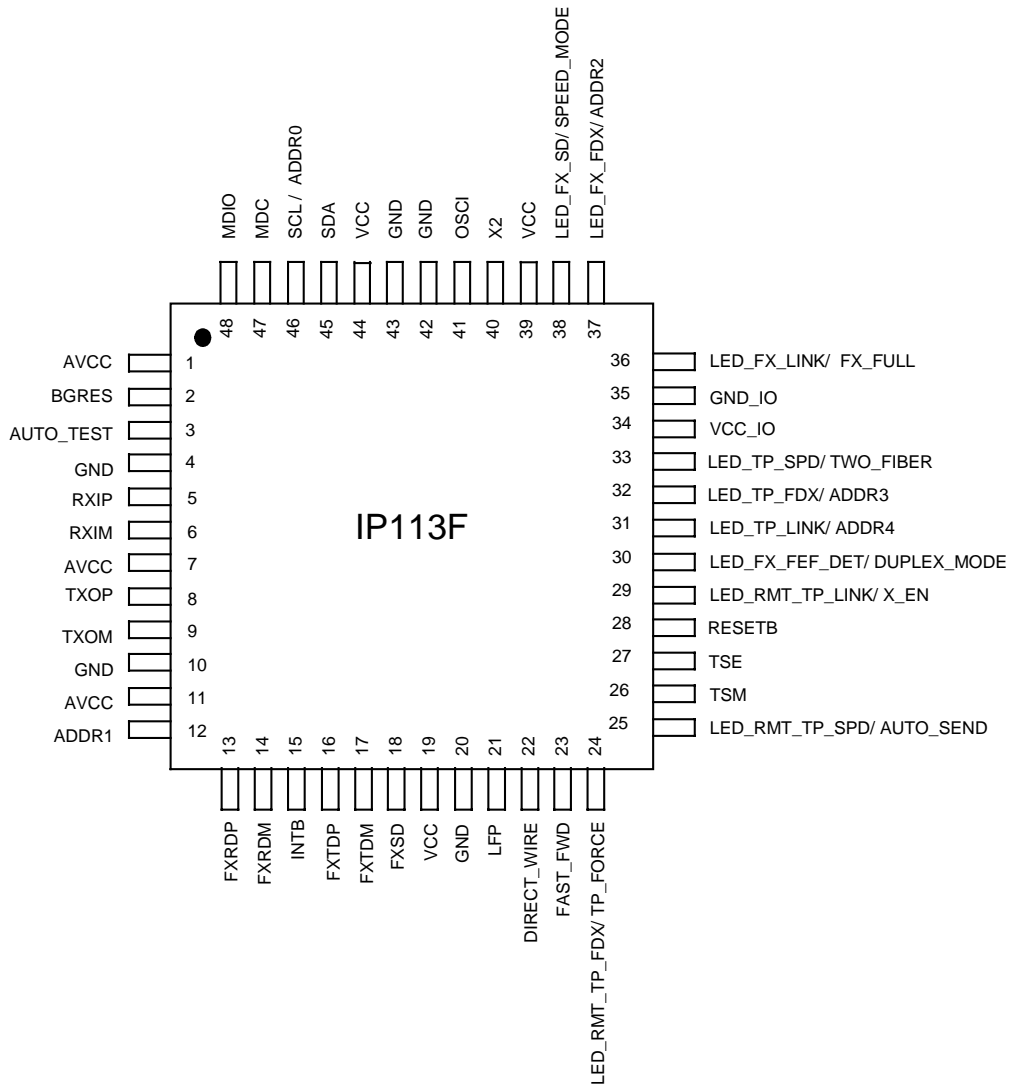 MDIO
MDC
SCL / ADDR0
SDA
VCC
GND
GND
OSCI
X2
VCC
LED_FX_SD/ SPEED_MODE
LED_FX_FDX/ ADDR2
48
47
46
45
44
43
42
41
40
39
38
37
AVCC 1
BGRES 2
AUTO_TEST 3
GND 4
RXIP 5
RXIM 6
AVCC 7
TXOP 8
TXOM 9
GND 10
AVCC 11
ADDR1 12
IP113F
36 LED_FX_LINK/ FX_FULL
35 GND_IO
34 VCC_IO
33 LED_TP_SPD/ TWO_FIBER
32 LED_TP_FDX/ ADDR3
31 LED_TP_LINK/ ADDR4
30 LED_FX_FEF_DET/ DUPLEX_MODE
29 LED_RMT_TP_LINK/ X_EN
28 RESETB
27 TSE
26 TSM
25 LED_RMT_TP_SPD/ AUTO_SEND
13
14
15
16
17
18
19
20
21
22
23
24
FXRDP
FXRDM
INTB
FXTDP
FXTDM
FXSD
VCC
GND
LFP
DIRECT_WIRE
FAST_FWD
LED_RMT_TP_FDX/ TP_FORCE